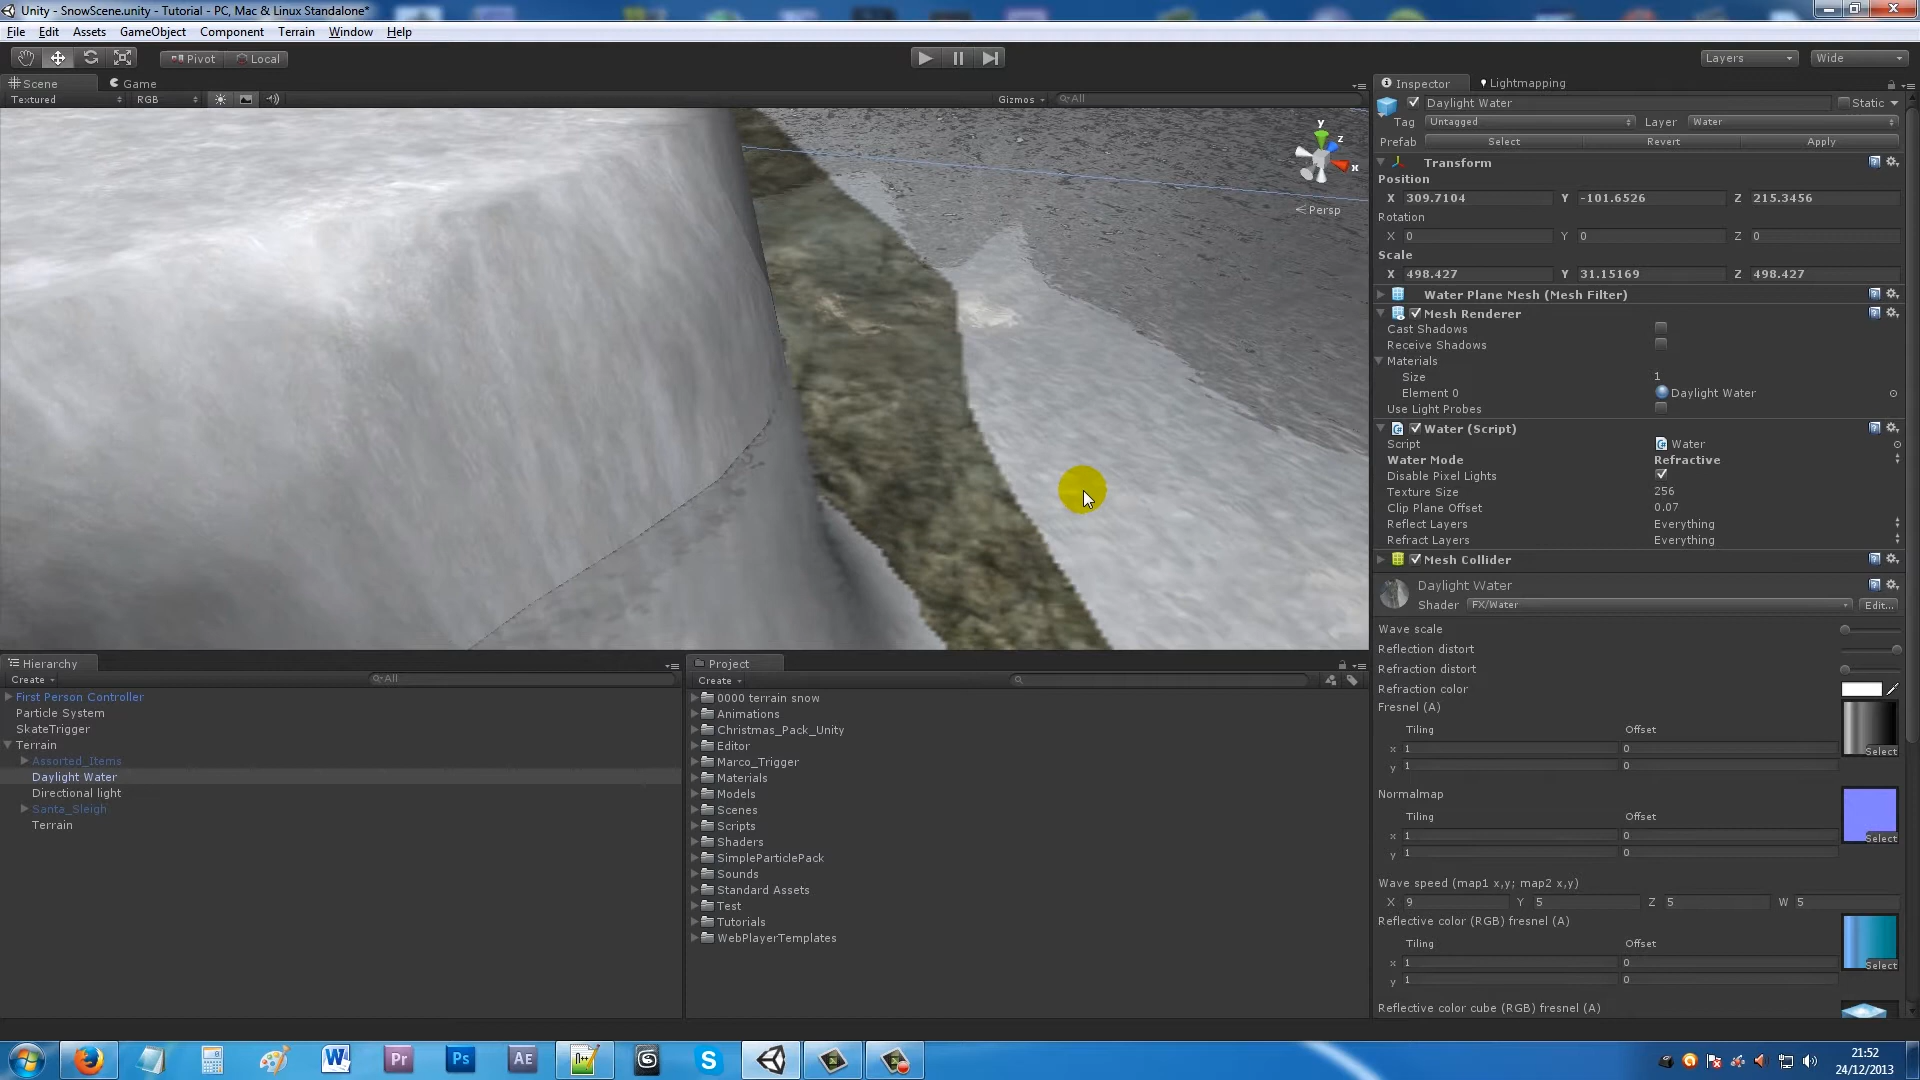 Unity - SnowScene.unity - Tutorial - PC, Mac & Linux Standalone*
File Edit Assets GameObject Component Terrain Window Help
Pivot Local Layers Wide
Scene Game
Textured RGB Gizmos All
y
z
x
Persp
Inspector Lightmapping
Daylight Water Static
Tag Untagged Layer Water
Prefab Select Revert Apply
Transform
Position
X 309.7104 Y -101.6526 Z 215.3456
Rotation
X 0 Y 0 Z 0
Scale
X 498.427 Y 31.15169 Z 498.427
Water Plane Mesh (Mesh Filter)
Mesh Renderer
Cast Shadows
Receive Shadows
Materials
Size 1
Element 0 Daylight Water
Use Light Probes
Water (Script)
Script Water
Water Mode Refractive
Disable Pixel Lights
Texture Size 256
Clip Plane Offset 0.07
Reflect Layers Everything
Refract Layers Everything
Mesh Collider
Daylight Water
Shader FX/Water Edit...
Wave scale
Reflection distort
Refraction distort
Refraction color
Fresnel (A)
Tiling Offset
x 1 0
y 1 0
Select
Normalmap
Tiling Offset
x 1 0
y 1 0
Select
Wave speed (map1 x,y; map2 x,y)
X 9 Y 5 Z 5 W 5
Reflective color (RGB) fresnel (A)
Tiling Offset
x 1 0
y 1 0
Select
Reflective color cube (RGB) fresnel (A)
Hierarchy
Create All
First Person Controller
Particle System
SkateTrigger
Terrain
Assorted_Items
Daylight Water
Directional light
Santa_Sleigh
Terrain
Project
Create
0000 terrain snow
Animations
Christmas_Pack_Unity
Editor
Marco_Trigger
Materials
Models
Scenes
Scripts
Shaders
SimpleParticlePack
Sounds
Standard Assets
Test
Tutorials
WebPlayerTemplates
W Pr Ps AE S
21:52
24/12/2013